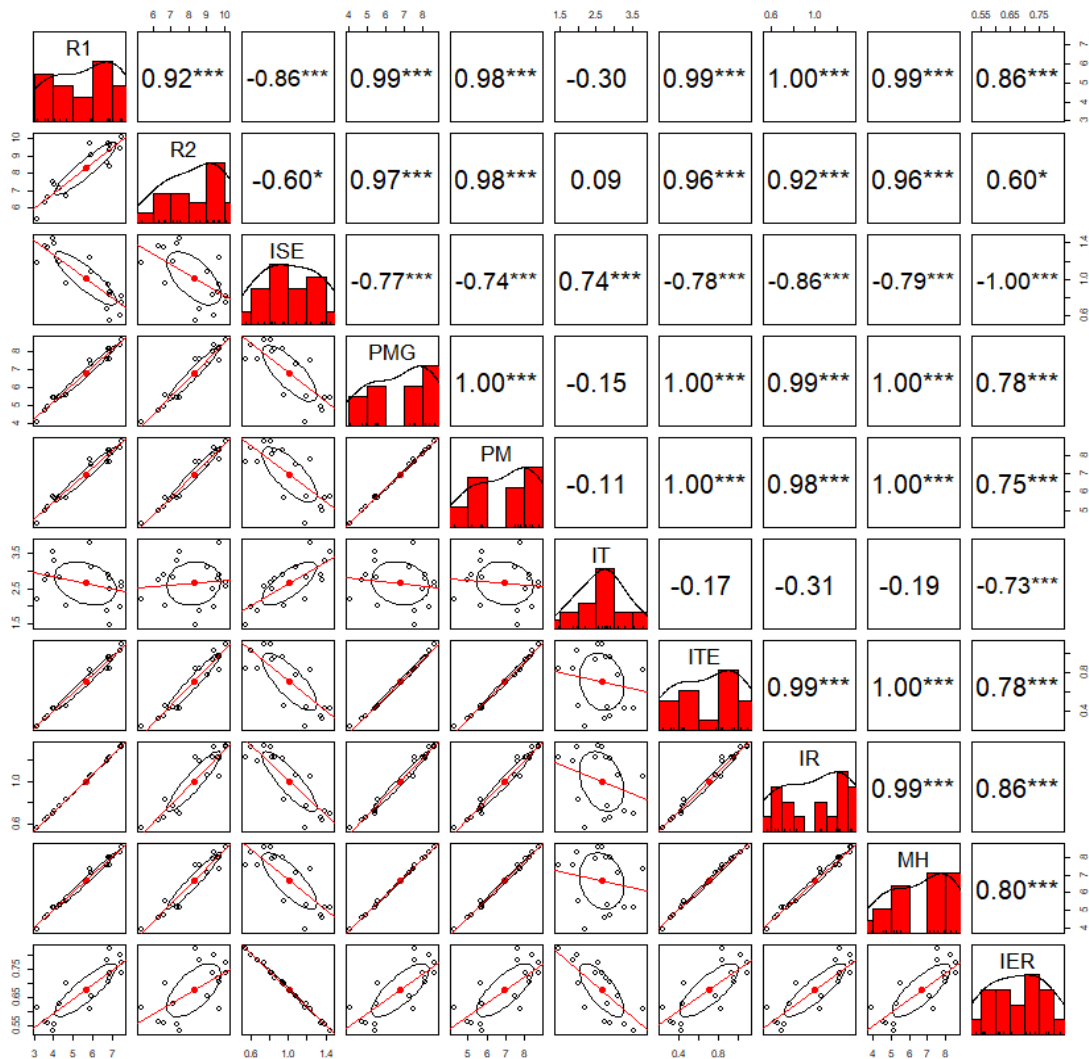 6 7 8 9 10 4 5 6 7 8 1.5 2.5 3.5 0.6 1.0 0.55 0.65 0.75
R1 0.92*** -0.86*** 0.99*** 0.98*** -0.30 0.99*** 1.00*** 0.99*** 0.86*** 3 4 5 6 7
6 7 8 9 10 R2 -0.60* 0.97*** 0.98*** 0.09 0.96*** 0.92*** 0.96*** 0.60*
ISE -0.77*** -0.74*** 0.74*** -0.78*** -0.86*** -0.79*** -1.00*** 0.6 1.0 1.4
4 5 6 7 8 PMG 1.00*** -0.15 1.00*** 0.99*** 1.00*** 0.78***
PM -0.11 1.00*** 0.98*** 1.00*** 0.75*** 5 6 7 8
1.5 2.5 3.5 IT -0.17 -0.31 -0.19 -0.73***
ITE 0.99*** 1.00*** 0.78*** 0.4 0.8
0.6 1.0 IR 0.99*** 0.86***
MH 0.80*** 4 5 6 7 8
0.55 0.65 0.75 IER
3 4 5 6 7 0.6 1.0 1.4 5 6 7 8 0.4 0.8 4 5 6 7 8